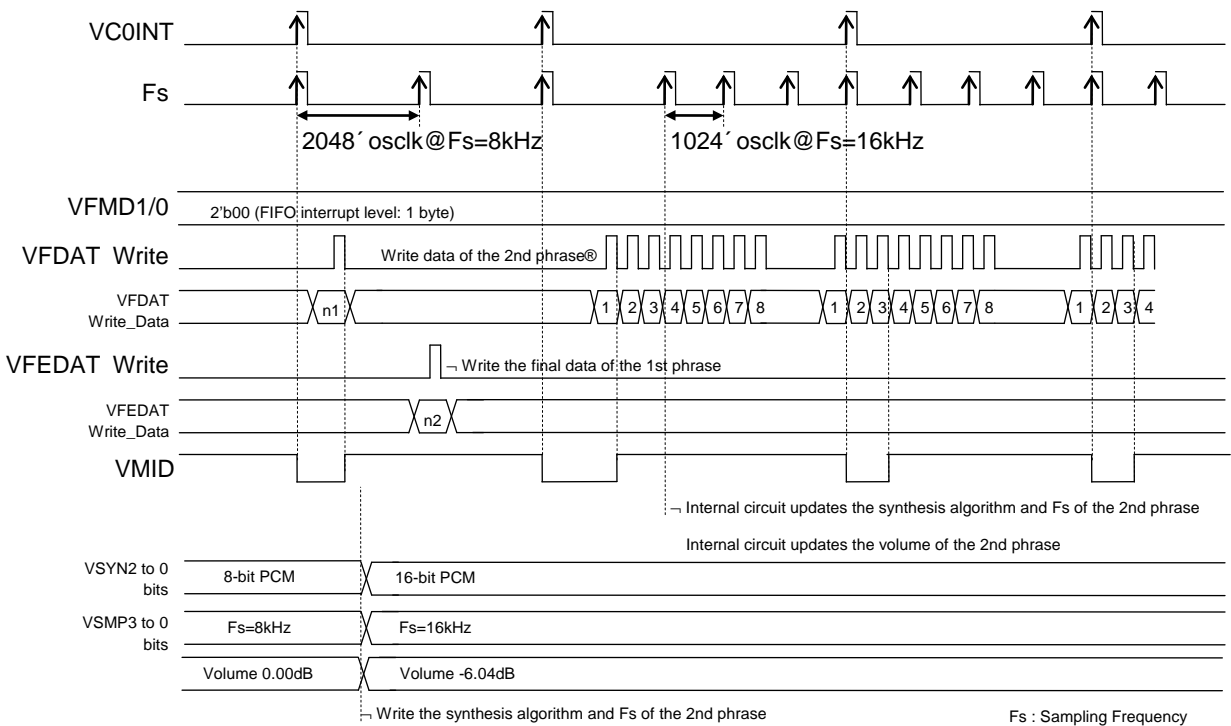 VC0INT
Fs
2048´ osclk@Fs=8kHz 1024´ osclk@Fs=16kHz
VFMD1/0
2'b00 (FIFO interrupt level: 1 byte)
VFDAT Write
Write data of the 2nd phrase®
VFDAT
Write_Data
n1 1 2 3 4 5 6 7 8 1 2 3 4 5 6 7 8 1 2 3 4
VFEDAT Write
¬ Write the final data of the 1st phrase
VFEDAT
Write_Data
n2
VMID
¬ Internal circuit updates the synthesis algorithm and Fs of the 2nd phrase
Internal circuit updates the volume of the 2nd phrase
VSYN2 to 0
bits
8-bit PCM 16-bit PCM
VSMP3 to 0
bits
Fs=8kHz Fs=16kHz
Volume 0.00dB Volume -6.04dB
¬ Write the synthesis algorithm and Fs of the 2nd phrase
Fs : Sampling Frequency